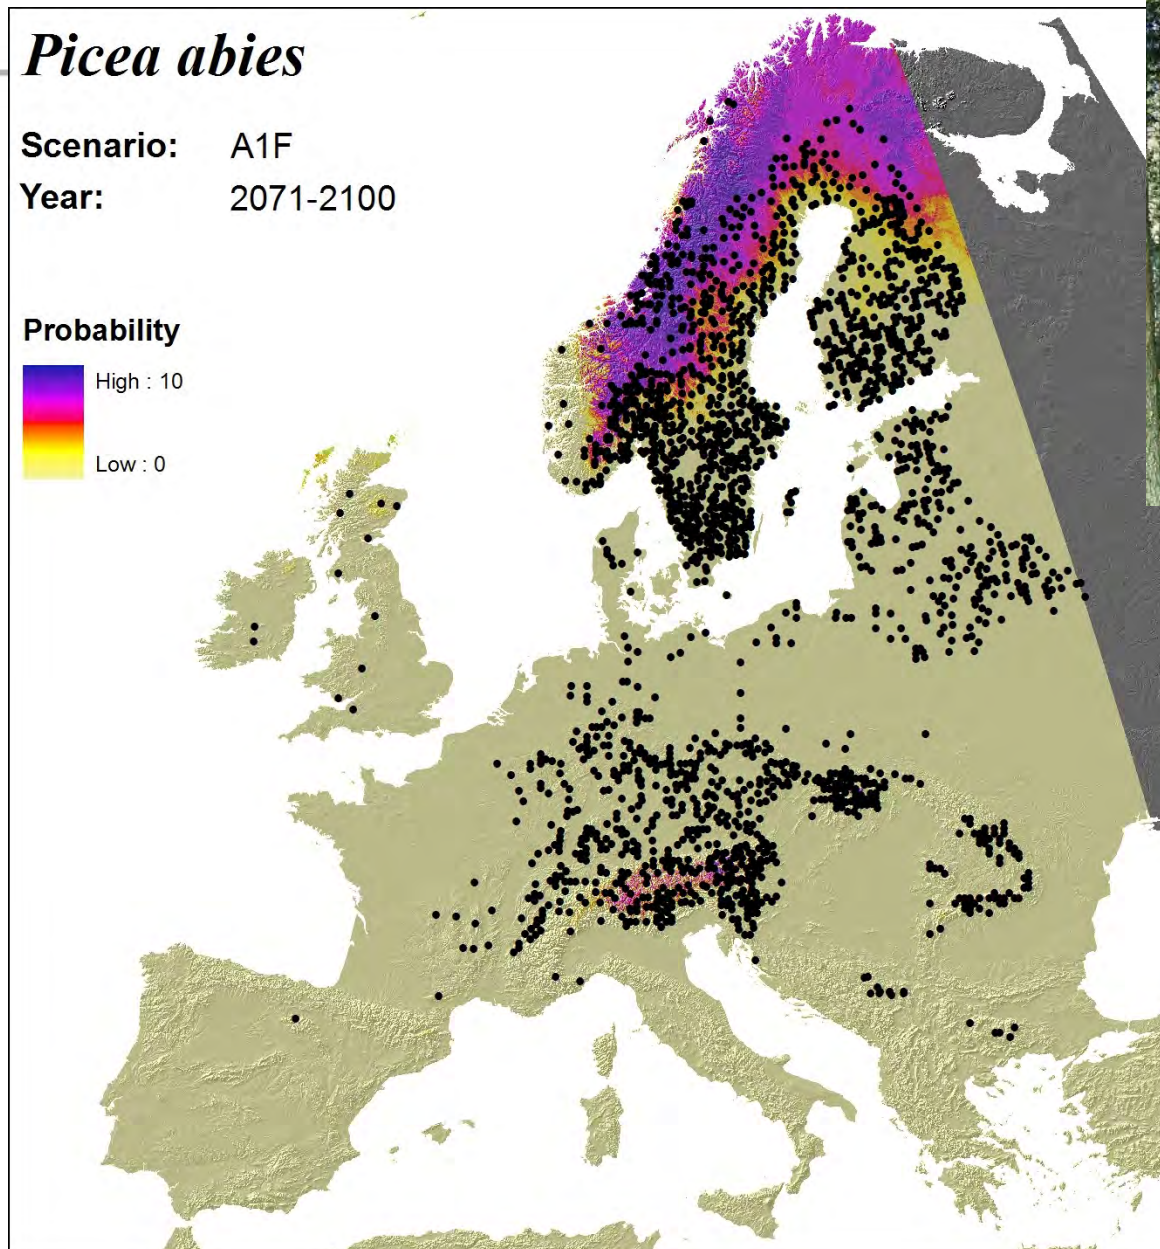 Picea abies
Scenario: A1F
Year: 2071-2100
Probability
High : 10
Low : 0